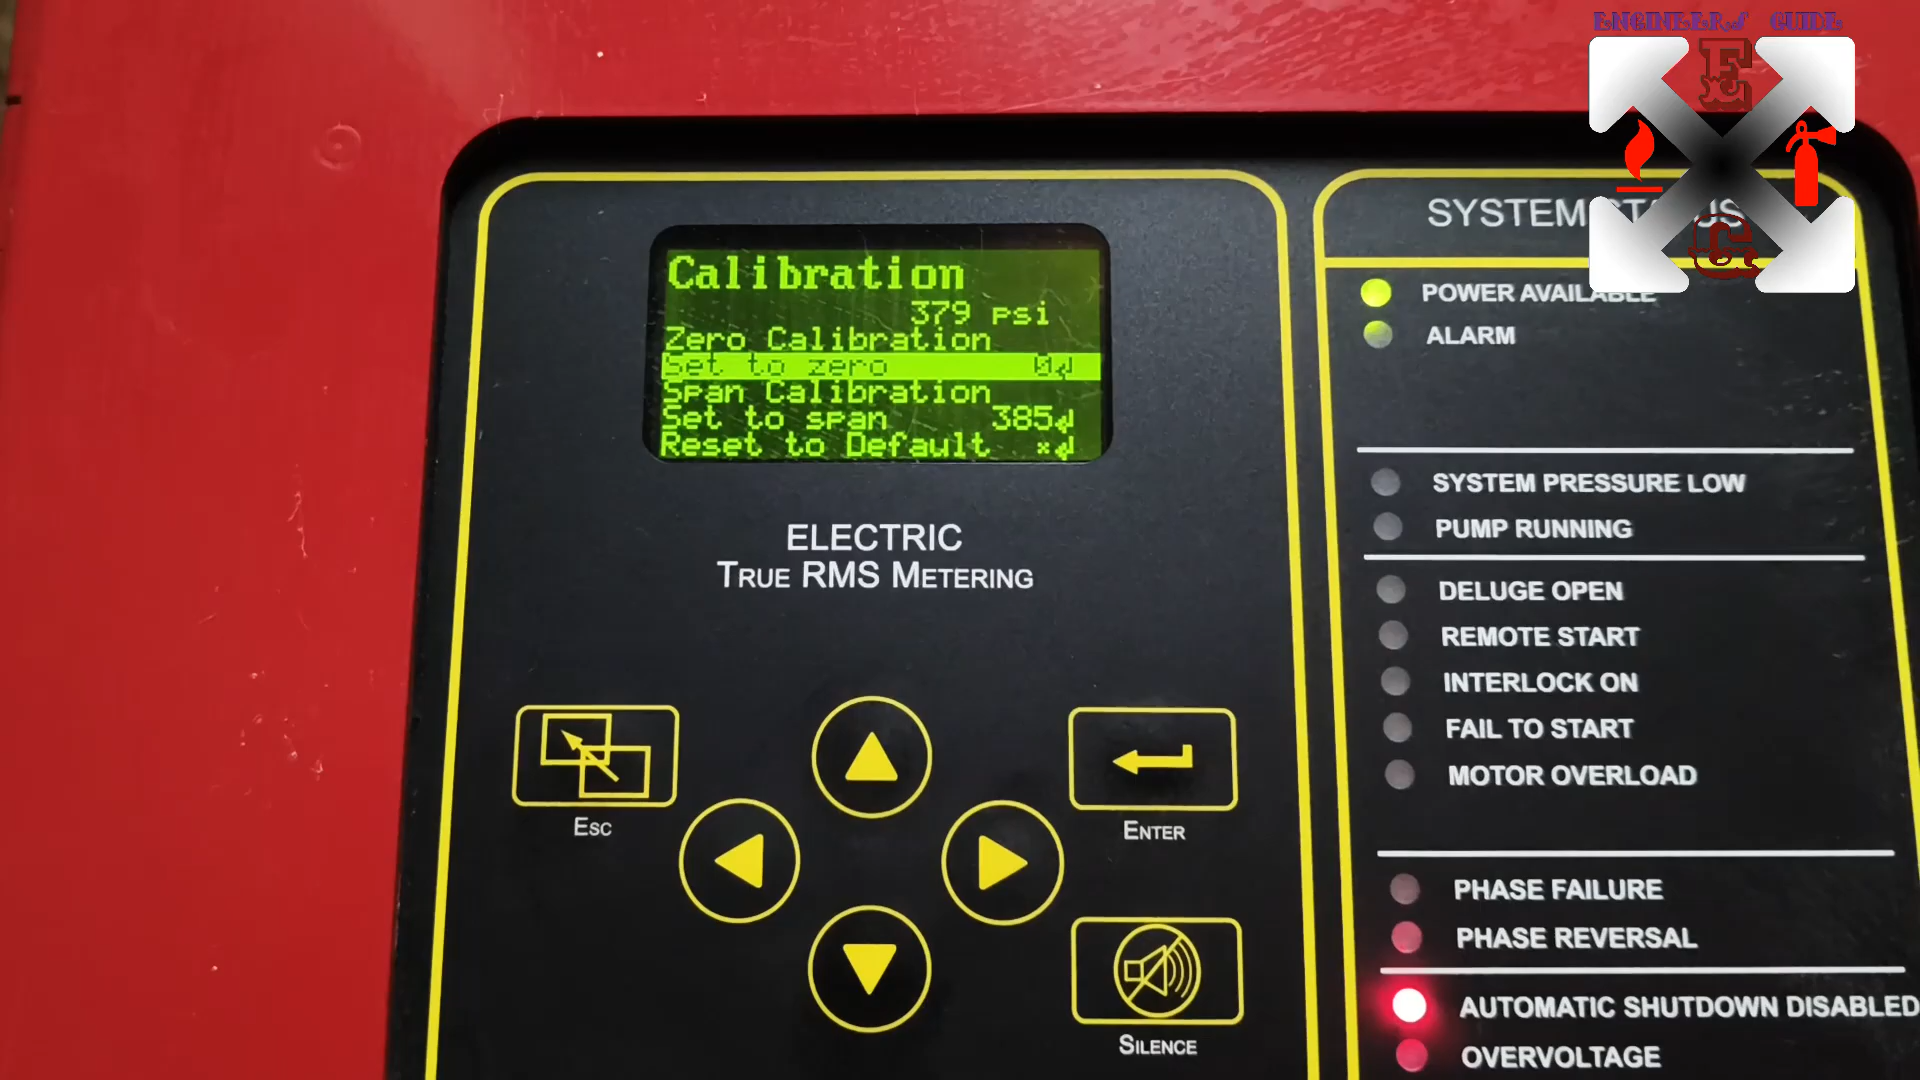 ENGINEERS GUIDE
E
G
Calibration
379 psi
Zero Calibration
Set to zero 0↲
Span Calibration
Set to span 385↲
Reset to Default ×↲
ELECTRIC
TRUE RMS METERING
ESC
ENTER
SILENCE
SYSTEM STATUS
POWER AVAILABLE
ALARM
SYSTEM PRESSURE LOW
PUMP RUNNING
DELUGE OPEN
REMOTE START
INTERLOCK ON
FAIL TO START
MOTOR OVERLOAD
PHASE FAILURE
PHASE REVERSAL
AUTOMATIC SHUTDOWN DISABLED
OVERVOLTAGE